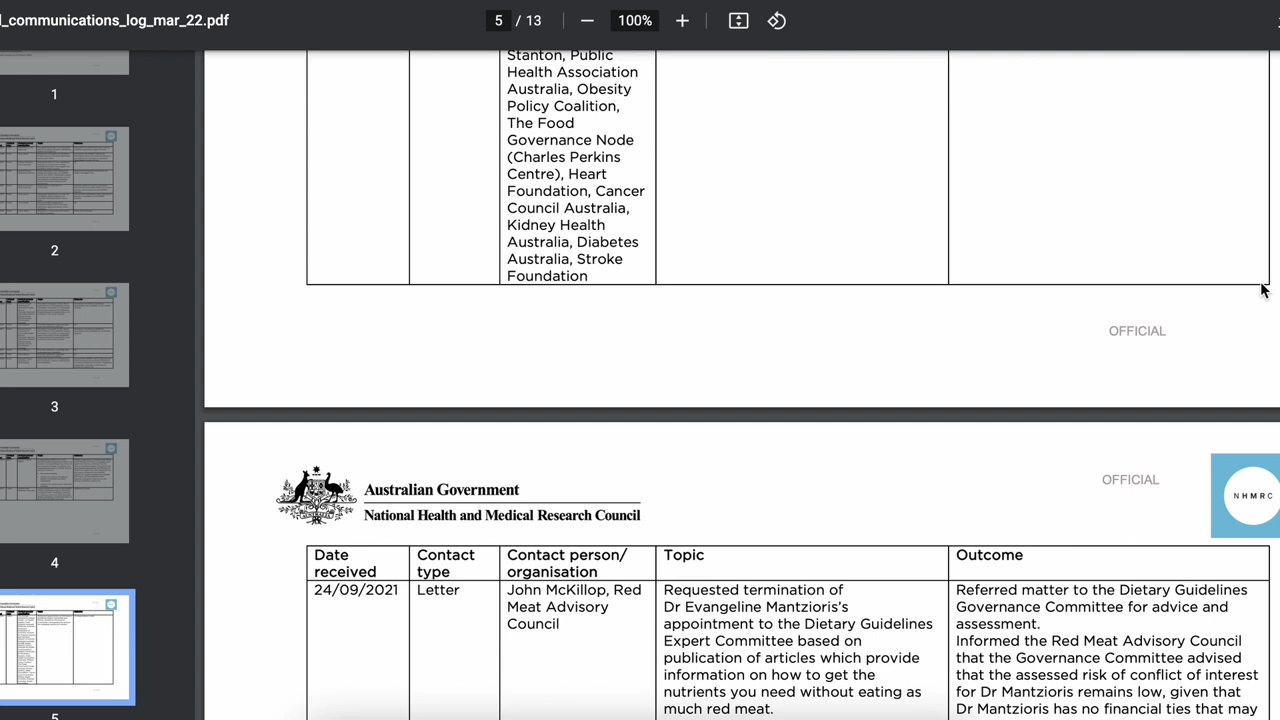 l_communications_log_mar_22.pdf
5 / 13
100%
1
2
3
4
5
Stanton, Public
Health Association
Australia, Obesity
Policy Coalition,
The Food
Governance Node
(Charles Perkins
Centre), Heart
Foundation, Cancer
Council Australia,
Kidney Health
Australia, Diabetes
Australia, Stroke
Foundation
OFFICIAL
OFFICIAL
Australian Government
National Health and Medical Research Council
NHMRC
Date received
Contact type
Contact person/ organisation
Topic
Outcome
24/09/2021
Letter
John McKillop, Red
Meat Advisory
Council
Requested termination of
Dr Evangeline Mantzioris’s
appointment to the Dietary Guidelines
Expert Committee based on
publication of articles which provide
information on how to get the
nutrients you need without eating as
much red meat.
Referred matter to the Dietary Guidelines
Governance Committee for advice and
assessment.
Informed the Red Meat Advisory Council
that the Governance Committee advised
that the assessed risk of conflict of interest
for Dr Mantzioris remains low, given that
Dr Mantzioris has no financial ties that may